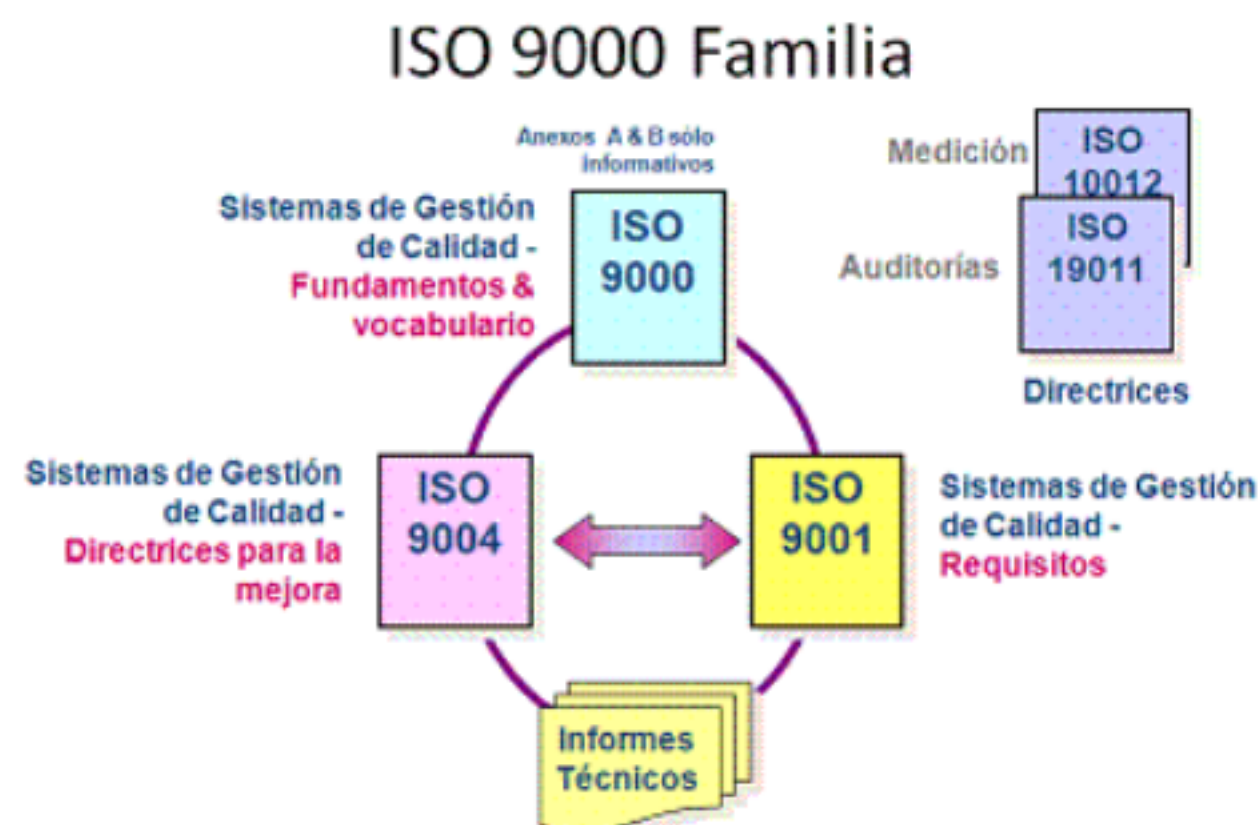 ISO 9000 Familia
Anexos A & B sólo
informativos
Sistemas de Gestión
de Calidad -
Fundamentos &
vocabulario
ISO
9000
Medición
ISO
10012
Auditorías
ISO
19011
Directrices
Sistemas de Gestión
de Calidad -
Directrices para la
mejora
ISO
9004
ISO
9001
Sistemas de Gestión
de Calidad -
Requisitos
Informes
Técnicos